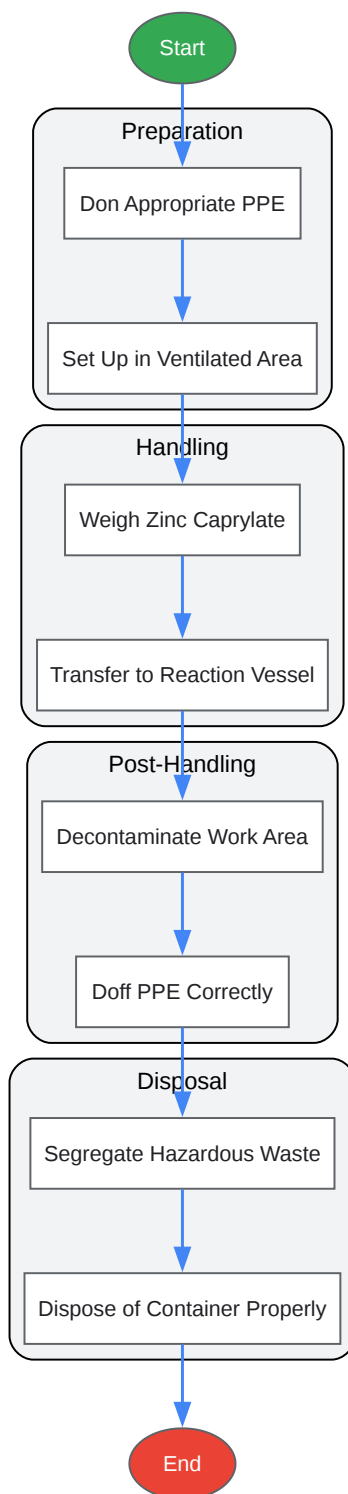 Start
Preparation
Don Appropriate PPE
Set Up in Ventilated Area
Handling
Weigh Zinc Caprylate
Transfer to Reaction Vessel
Post-Handling
Decontaminate Work Area
Doff PPE Correctly
Disposal
Segregate Hazardous Waste
Dispose of Container Properly
End